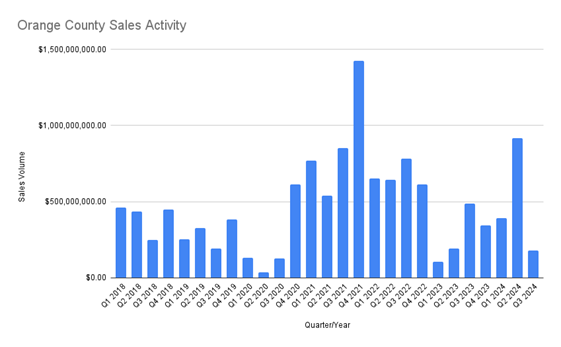 Orange County Sales Activity
$1,500,000,000.00
$1,000,000,000.00
$500,000,000.00
$0.00
Sales Volume
Q1 2018
Q2 2018
Q3 2018
Q4 2018
Q1 2019
Q2 2019
Q3 2019
Q4 2019
Q1 2020
Q2 2020
Q3 2020
Q4 2020
Q1 2021
Q2 2021
Q3 2021
Q4 2021
Q1 2022
Q2 2022
Q3 2022
Q4 2022
Q1 2023
Q2 2023
Q3 2023
Q4 2023
Q1 2024
Q2 2024
Q3 2024
Quarter/Year